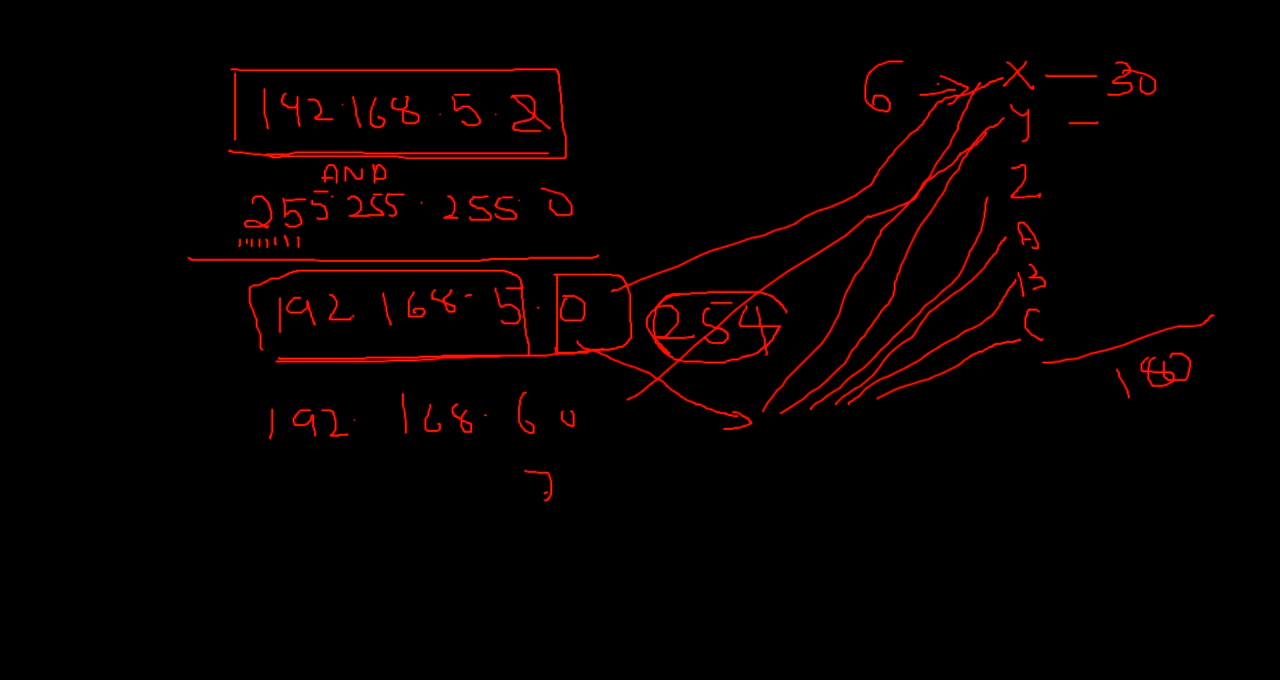 192.168.5.2
AND
255.255.255.0
192 168.5.0
254
192. 168. 6 0
7
6
X — 30
Y —
Z
A
B
C
180